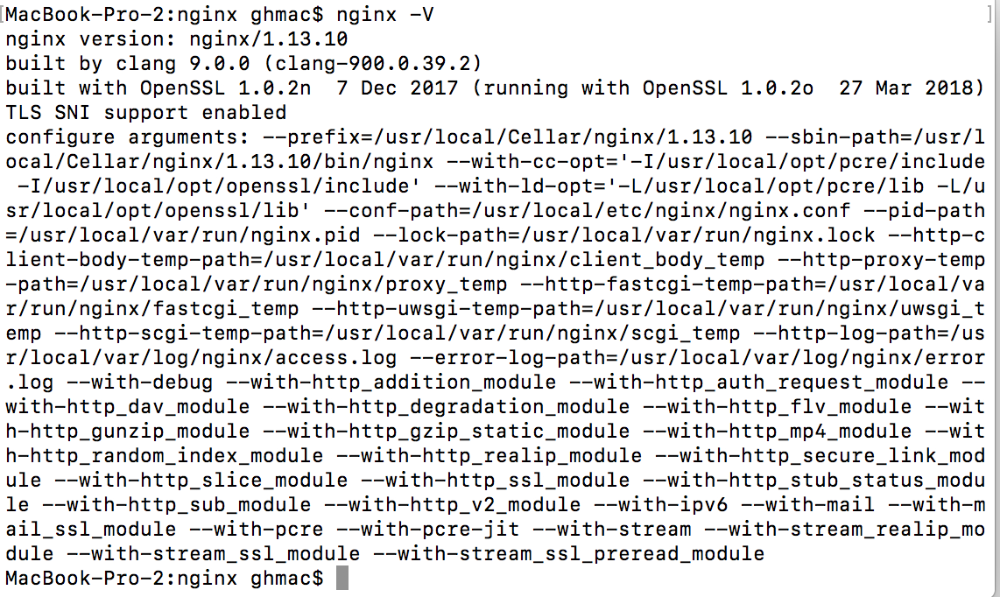 [MacBook-Pro-2:nginx ghmac$ nginx -V ]
nginx version: nginx/1.13.10
built by clang 9.0.0 (clang-900.0.39.2)
built with OpenSSL 1.0.2n  7 Dec 2017 (running with OpenSSL 1.0.2o  27 Mar 2018)
TLS SNI support enabled
configure arguments: --prefix=/usr/local/Cellar/nginx/1.13.10 --sbin-path=/usr/l
ocal/Cellar/nginx/1.13.10/bin/nginx --with-cc-opt='-I/usr/local/opt/pcre/include
 -I/usr/local/opt/openssl/include' --with-ld-opt='-L/usr/local/opt/pcre/lib -L/u
sr/local/opt/openssl/lib' --conf-path=/usr/local/etc/nginx/nginx.conf --pid-path
=/usr/local/var/run/nginx.pid --lock-path=/usr/local/var/run/nginx.lock --http-c
lient-body-temp-path=/usr/local/var/run/nginx/client_body_temp --http-proxy-temp
-path=/usr/local/var/run/nginx/proxy_temp --http-fastcgi-temp-path=/usr/local/va
r/run/nginx/fastcgi_temp --http-uwsgi-temp-path=/usr/local/var/run/nginx/uwsgi_t
emp --http-scgi-temp-path=/usr/local/var/run/nginx/scgi_temp --http-log-path=/us
r/local/var/log/nginx/access.log --error-log-path=/usr/local/var/log/nginx/error
.log --with-debug --with-http_addition_module --with-http_auth_request_module --
with-http_dav_module --with-http_degradation_module --with-http_flv_module --wit
h-http_gunzip_module --with-http_gzip_static_module --with-http_mp4_module --wit
h-http_random_index_module --with-http_realip_module --with-http_secure_link_mod
ule --with-http_slice_module --with-http_ssl_module --with-http_stub_status_modu
le --with-http_sub_module --with-http_v2_module --with-ipv6 --with-mail --with-m
ail_ssl_module --with-pcre --with-pcre-jit --with-stream --with-stream_realip_mo
dule --with-stream_ssl_module --with-stream_ssl_preread_module
MacBook-Pro-2:nginx ghmac$